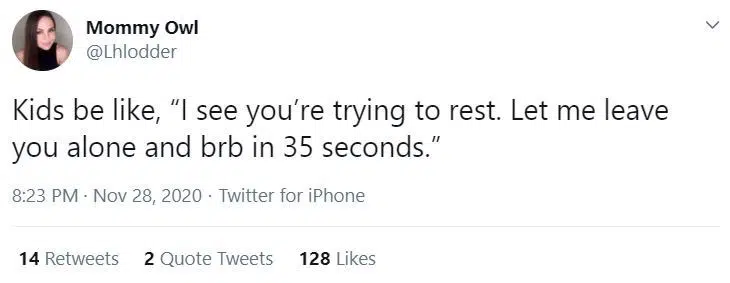 Mommy Owl
@Lhlodder
Kids be like, “I see you’re trying to rest. Let me leave
you alone and brb in 35 seconds.”
8:23 PM · Nov 28, 2020 · Twitter for iPhone
14 Retweets 2 Quote Tweets 128 Likes